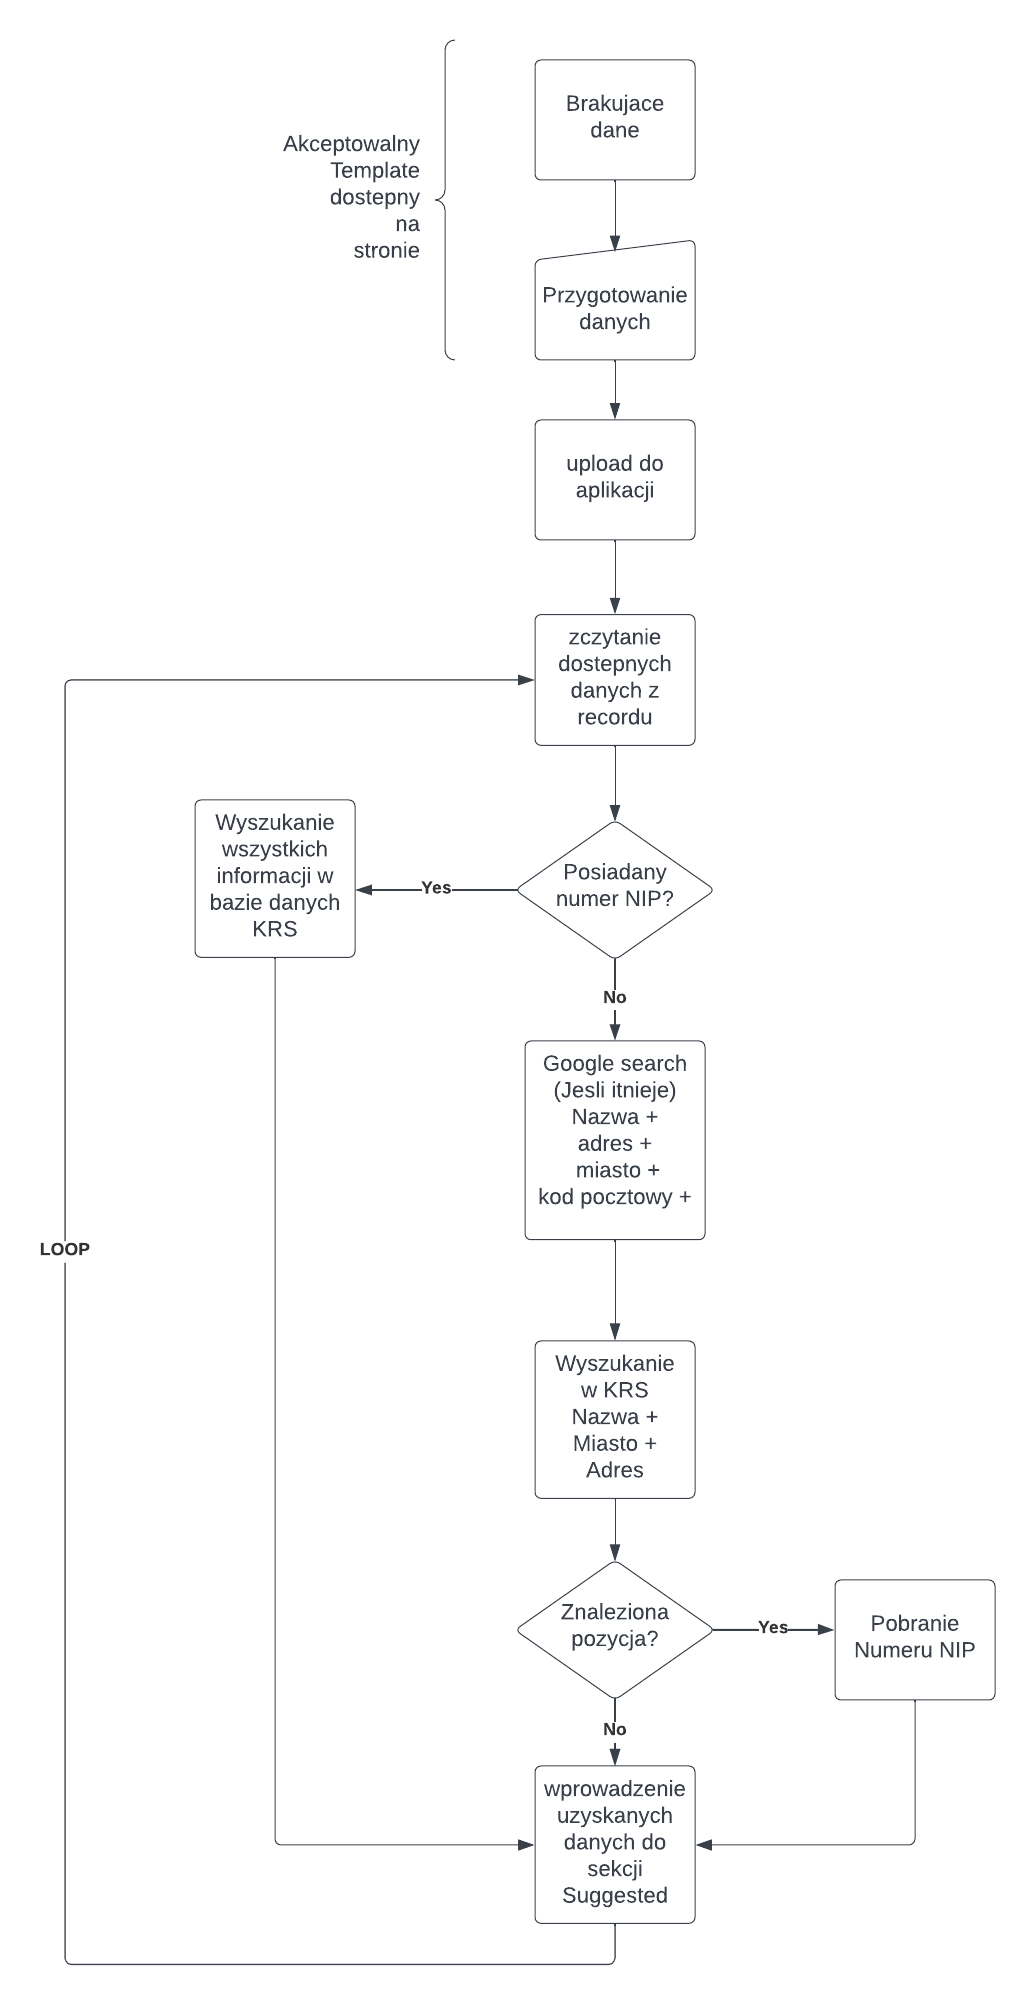 Brakujace
dane
Akceptowalny
Template
dostepny
na
stronie
Przygotowanie
danych
upload do
aplikacji
zczytanie
dostepnych
danych z
recordu
Posiadany
numer NIP?
Yes
Wyszukanie
wszystkich
informacji w
bazie danych
KRS
No
Google search
(Jesli itnieje)
Nazwa +
adres +
miasto +
kod pocztowy +
LOOP
Wyszukanie
w KRS
Nazwa +
Miasto +
Adres
Znaleziona
pozycja?
Yes
Pobranie
Numeru NIP
No
wprowadzenie
uzyskanych
danych do
sekcji
Suggested